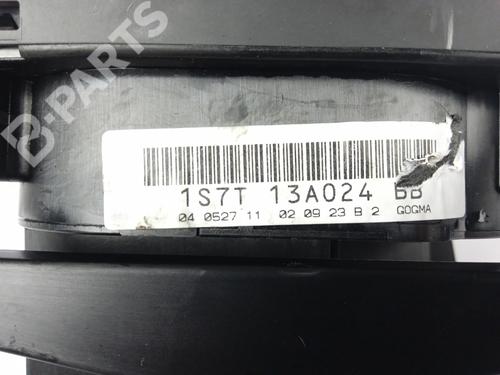 B-PARTS
1S7T 13A024 BB
04 0527 11 02 09 23 B 2 GOGMA